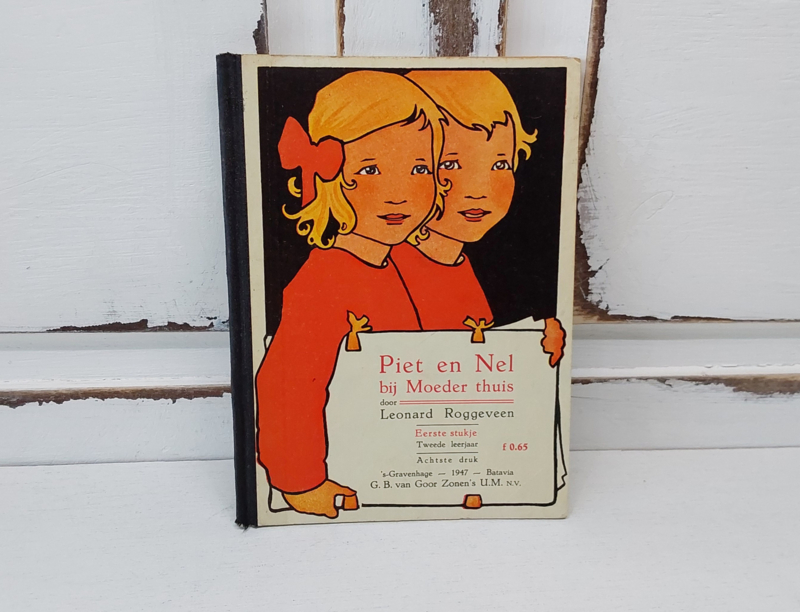 Piet en Nel
bij Moeder thuis
door
Leonard Roggeveen
Eerste stukje
Tweede leerjaar
f 0.65
Achtste druk
's-Gravenhage — 1947 — Batavia
G. B. van Goor Zonen's U.M. N.V.